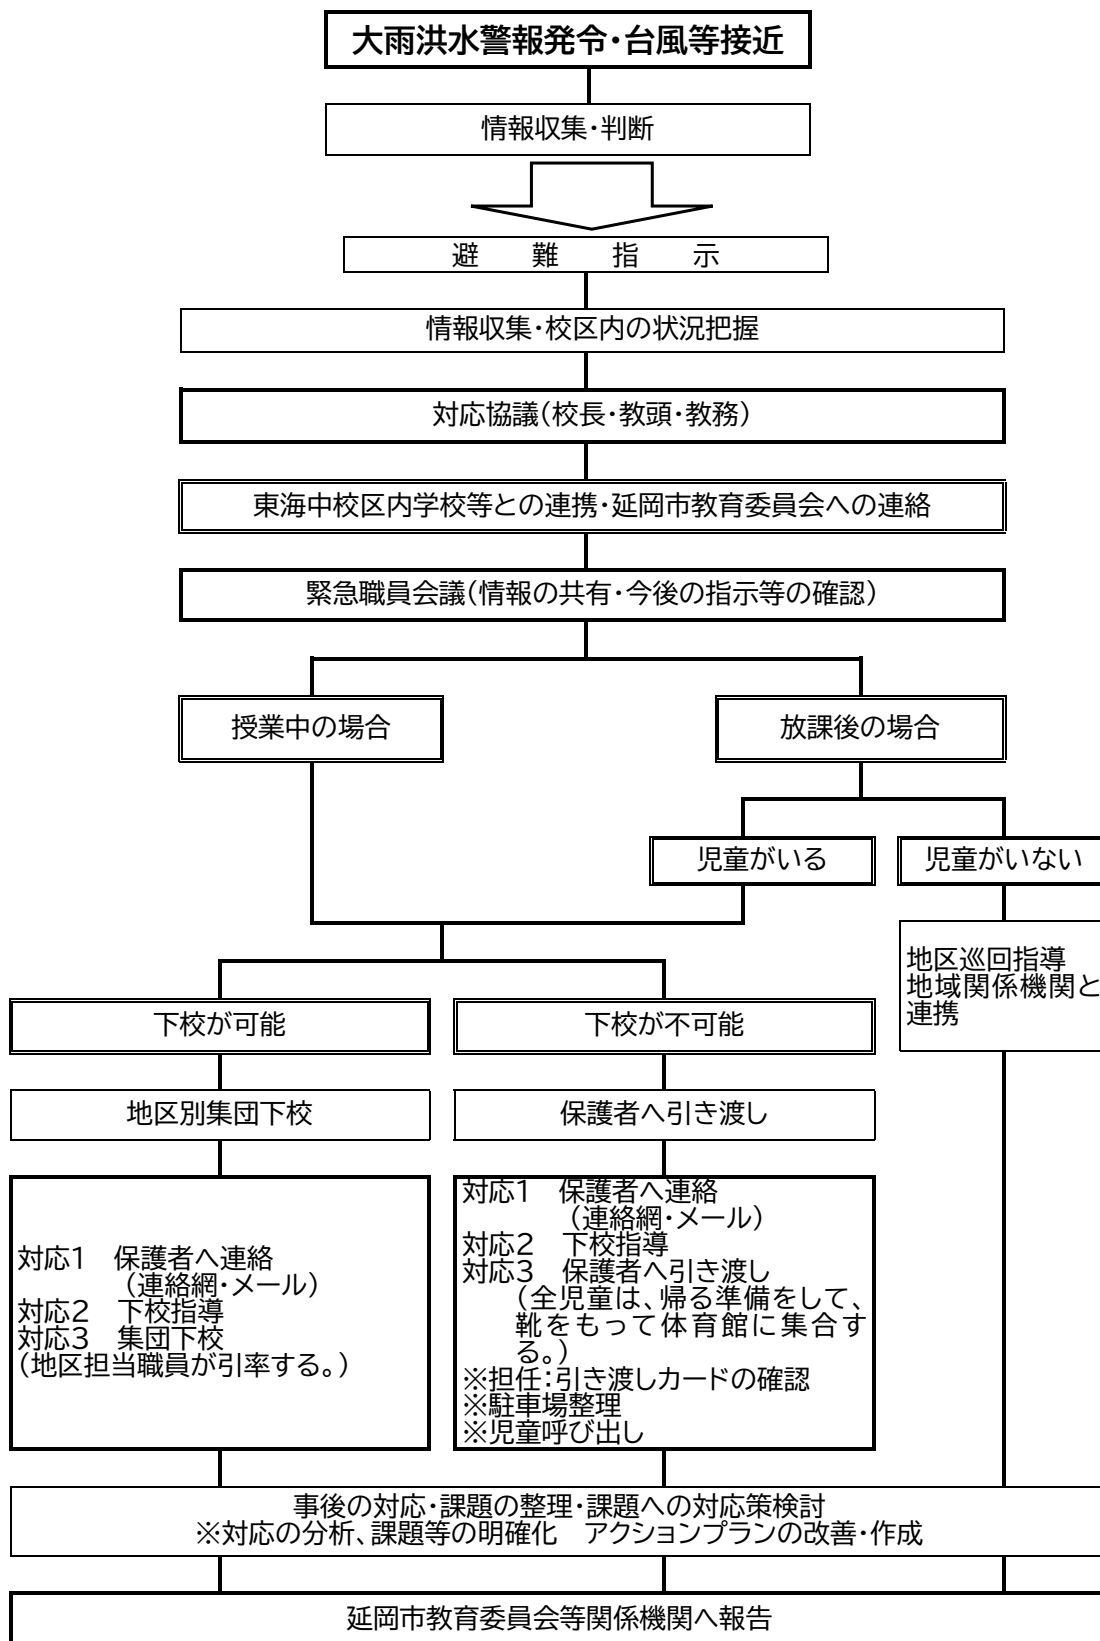 大雨洪水警報発令・台風等接近
情報収集・判断
避　難　指　示
情報収集・校区内の状況把握
対応協議（校長・教頭・教務）
東海中校区内学校等との連携・延岡市教育委員会への連絡
緊急職員会議（情報の共有・今後の指示等の確認）
授業中の場合
放課後の場合
児童がいる
児童がいない
地区巡回指導
地域関係機関と
連携
下校が可能
下校が不可能
地区別集団下校
保護者へ引き渡し
対応1　保護者へ連絡
（連絡網・メール）
対応2　下校指導
対応3　集団下校
（地区担当職員が引率する。）
対応1　保護者へ連絡
（連絡網・メール）
対応2　下校指導
対応3　保護者へ引き渡し
（全児童は、帰る準備をして、
靴をもって体育館に集合す
る。）
※担任：引き渡しカードの確認
※駐車場整理
※児童呼び出し
事後の対応・課題の整理・課題への対応策検討
※対応の分析、課題等の明確化　アクションプランの改善・作成
延岡市教育委員会等関係機関へ報告